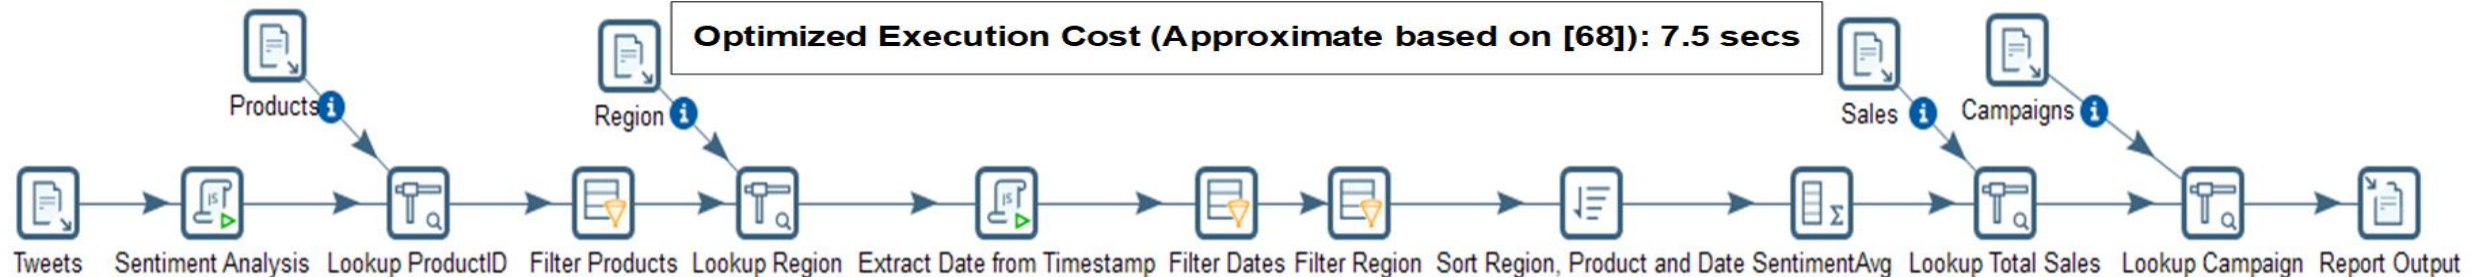 Optimized Execution Cost (Approximate based on [68]): 7.5 secs
Products
Region
Sales
Campaigns
Tweets
Sentiment Analysis
Lookup ProductID
Filter Products
Lookup Region
Extract Date from Timestamp
Filter Dates
Filter Region
Sort Region, Product and Date
SentimentAvg
Lookup Total Sales
Lookup Campaign
Report Output